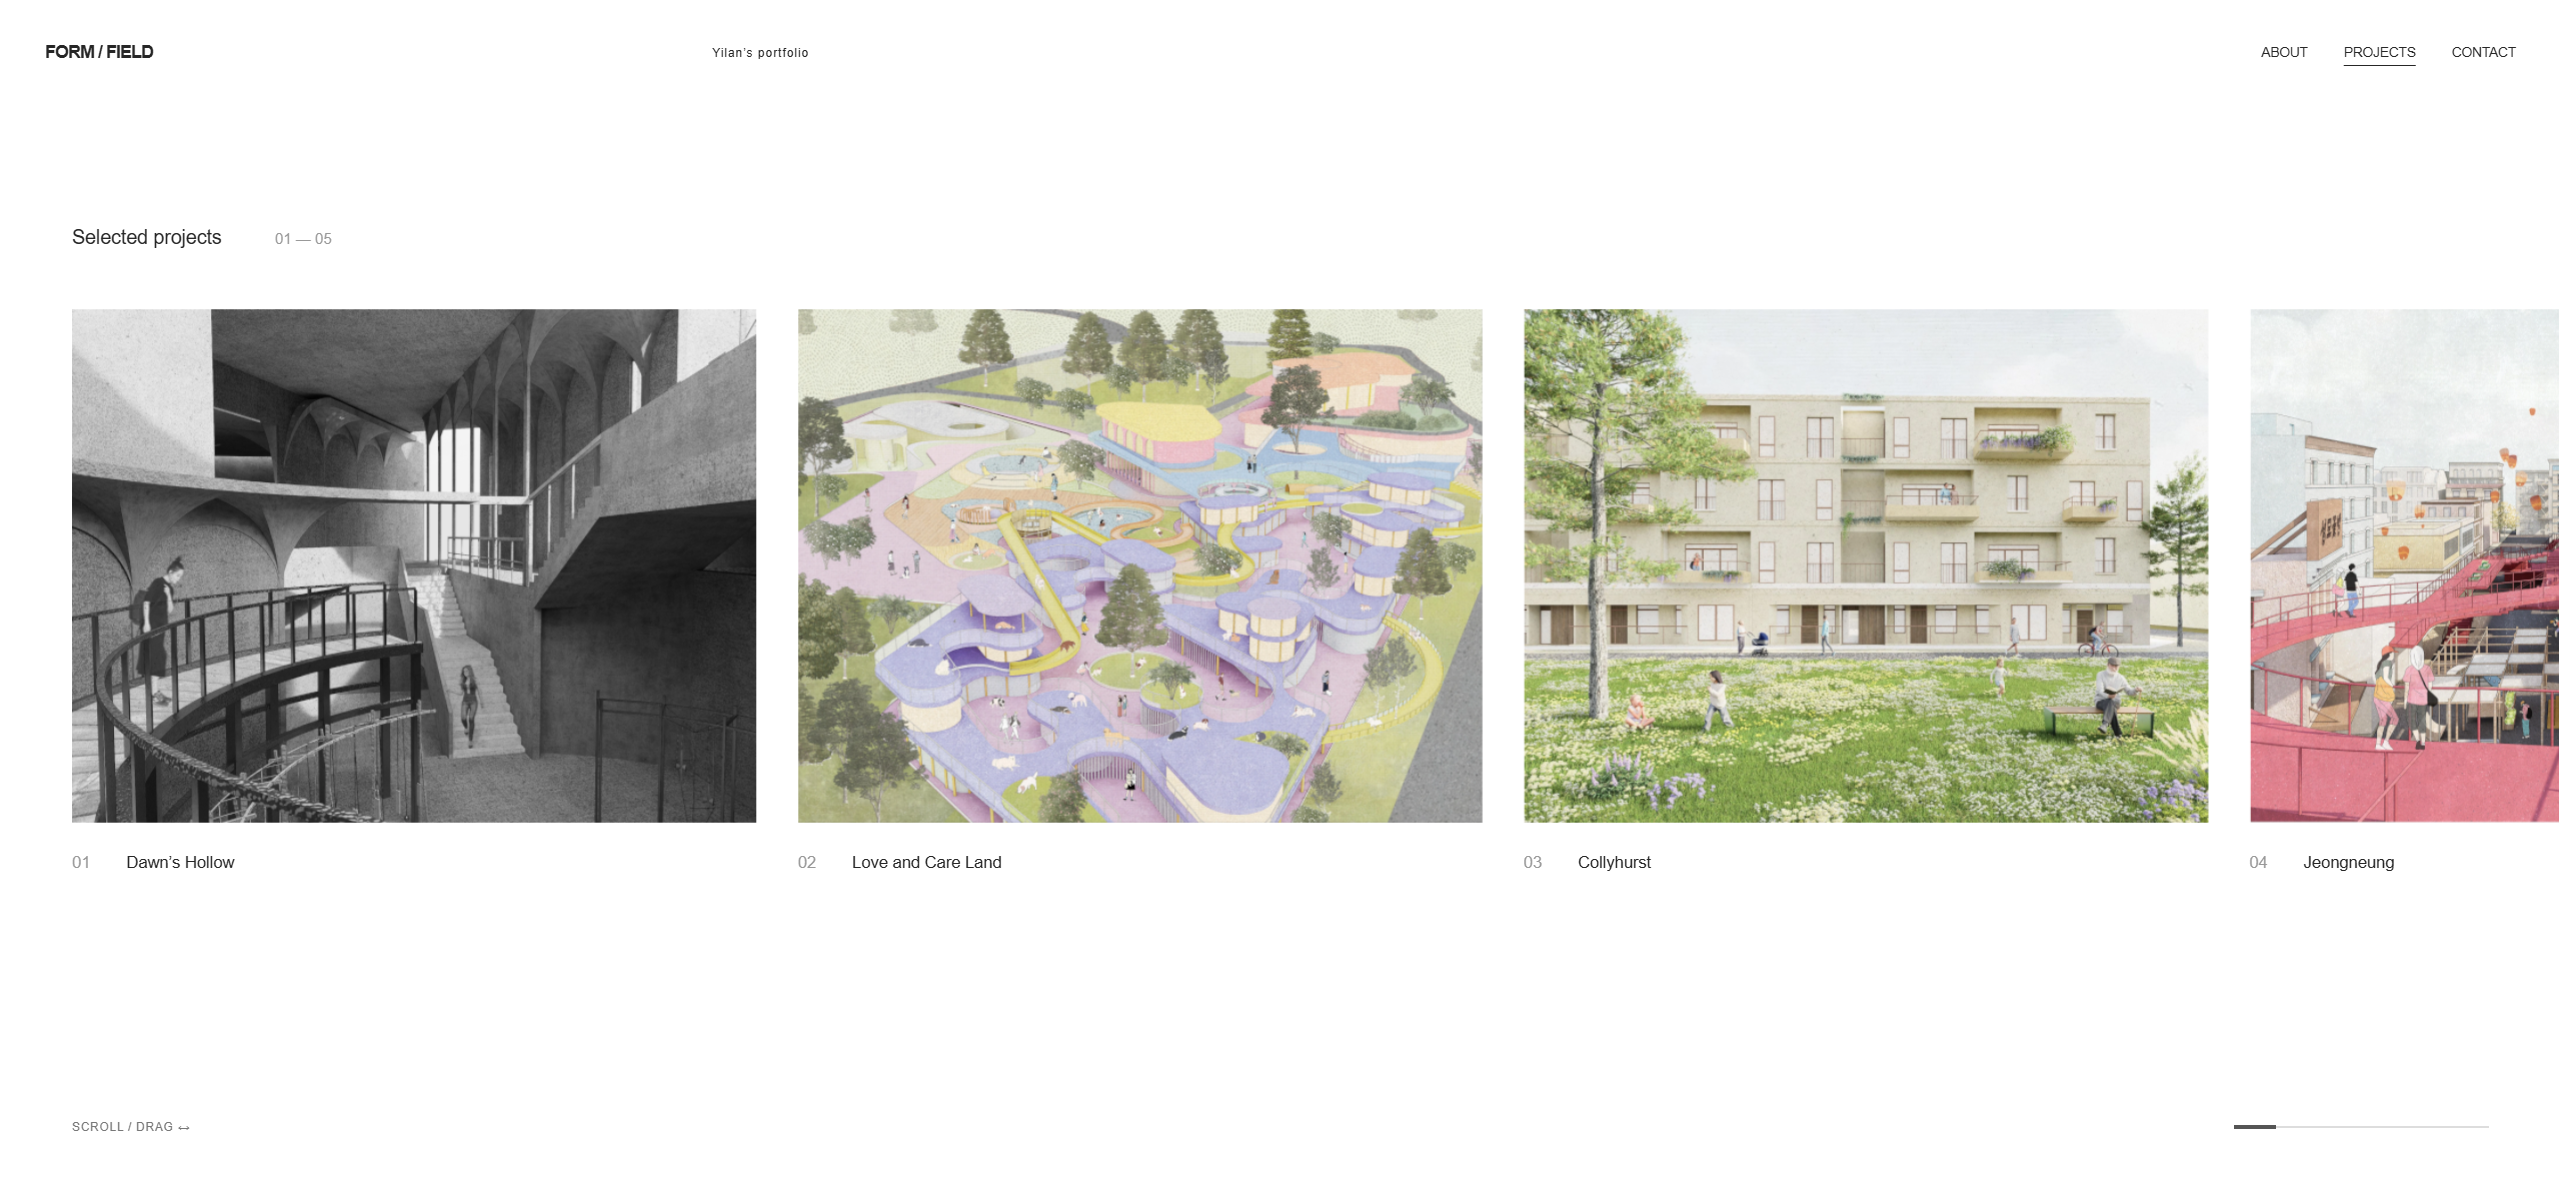 FORM / FIELD
Yilan's portfolio
ABOUT
PROJECTS
CONTACT
Selected projects
01 — 05
01 Dawn’s Hollow
02 Love and Care Land
03 Collyhurst
04 Jeongneung
SCROLL / DRAG ↔